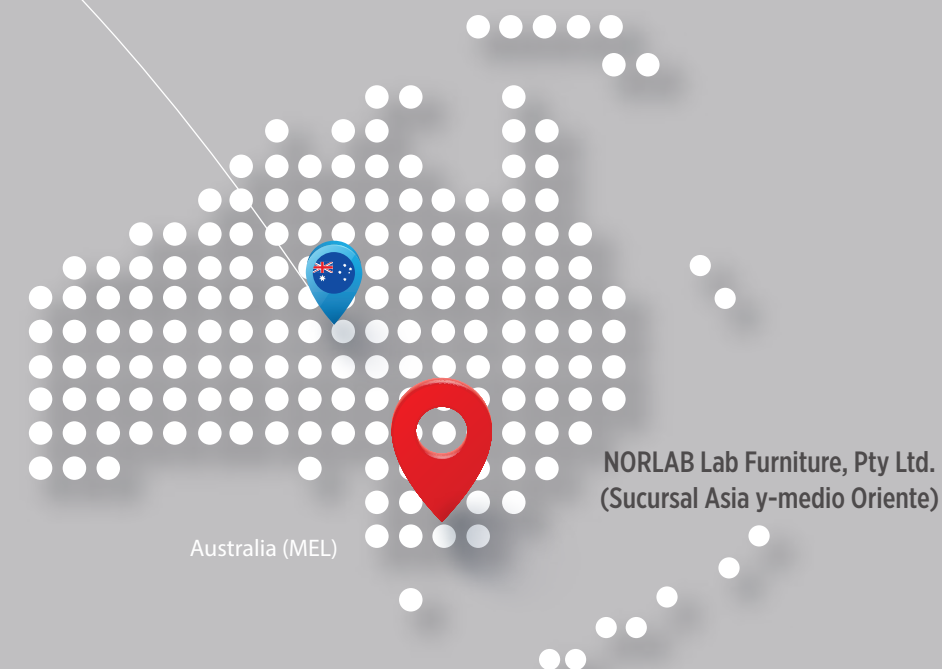 NORLAB Lab Furniture, Pty Ltd.
(Sucursal Asia y-medio Oriente)
Australia (MEL)